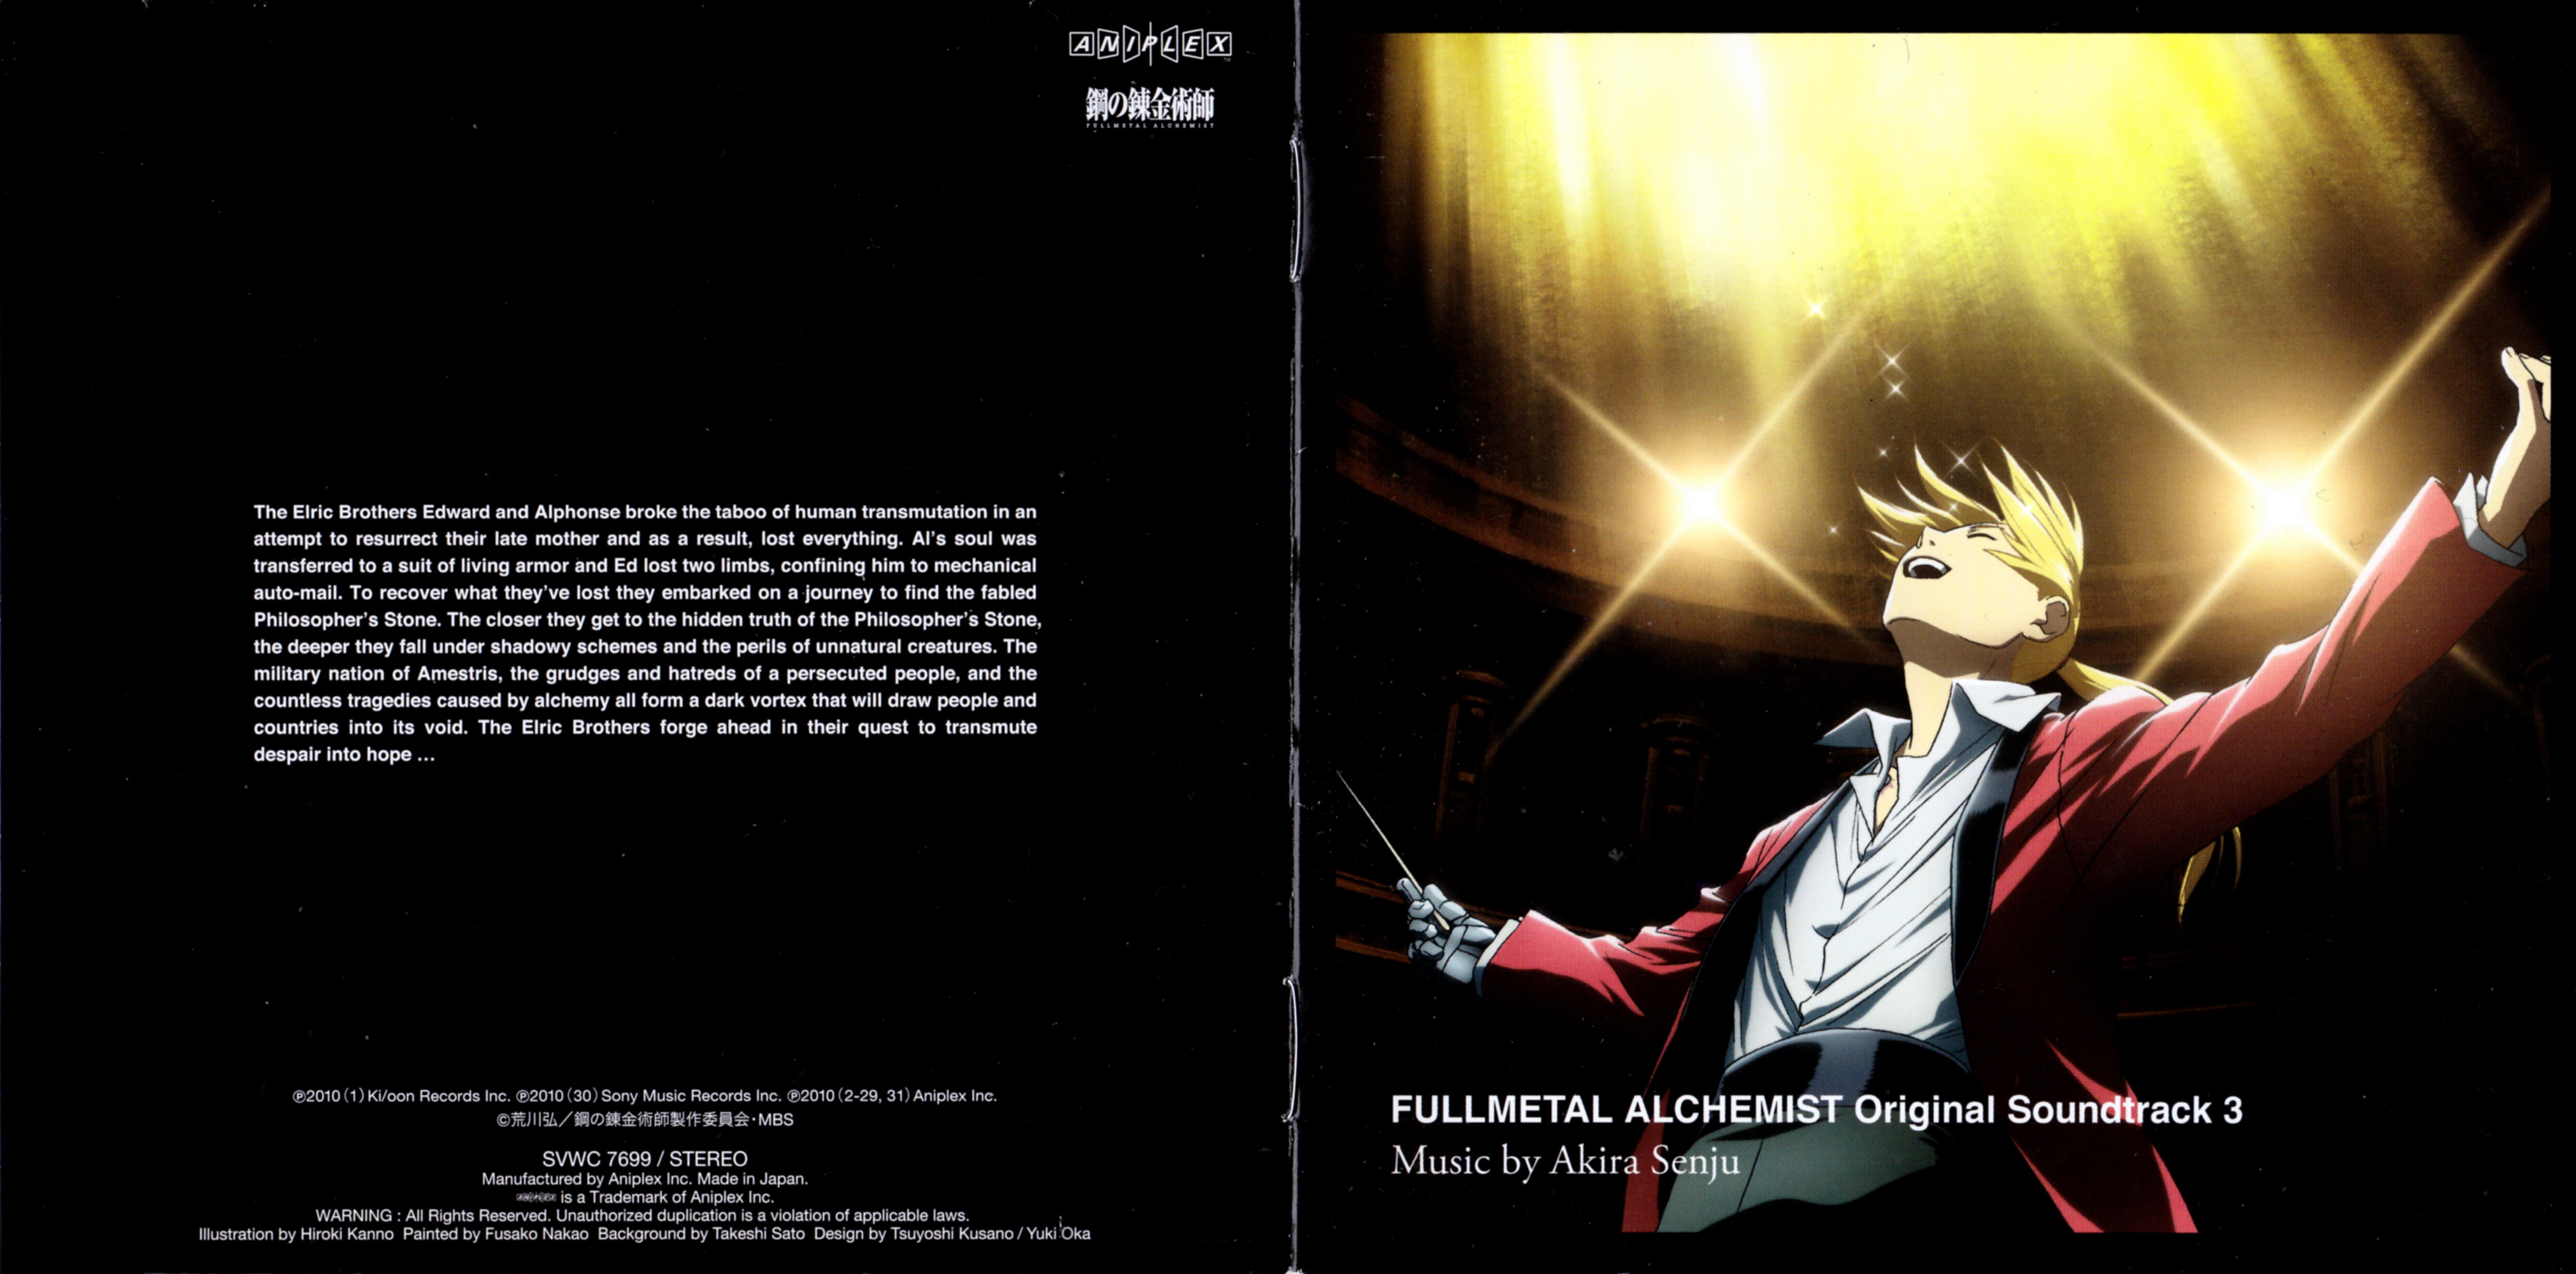 ANIPLEX
鋼の錬金術師
FULLMETAL ALCHEMIST
The Elric Brothers Edward and Alphonse broke the taboo of human transmutation in an
attempt to resurrect their late mother and as a result, lost everything. Al's soul was
transferred to a suit of living armor and Ed lost two limbs, confining him to mechanical
auto-mail. To recover what they've lost they embarked on a journey to find the fabled
Philosopher's Stone. The closer they get to the hidden truth of the Philosopher's Stone,
the deeper they fall under shadowy schemes and the perils of unnatural creatures. The
military nation of Amestris, the grudges and hatreds of a persecuted people, and the
countless tragedies caused by alchemy all form a dark vortex that will draw people and
countries into its void. The Elric Brothers forge ahead in their quest to transmute
despair into hope ...
℗2010(1)Ki/oon Records Inc. ℗2010(30)Sony Music Records Inc. ℗2010(2-29, 31)Aniplex Inc.
©荒川弘／鋼の錬金術師製作委員会・MBS
SVWC 7699 / STEREO
Manufactured by Aniplex Inc. Made in Japan.
is a Trademark of Aniplex Inc.
WARNING : All Rights Reserved. Unauthorized duplication is a violation of applicable laws.
Illustration by Hiroki Kanno Painted by Fusako Nakao Background by Takeshi Sato Design by Tsuyoshi Kusano / Yuki Oka
FULLMETAL ALCHEMIST Original Soundtrack 3
Music by Akira Senju